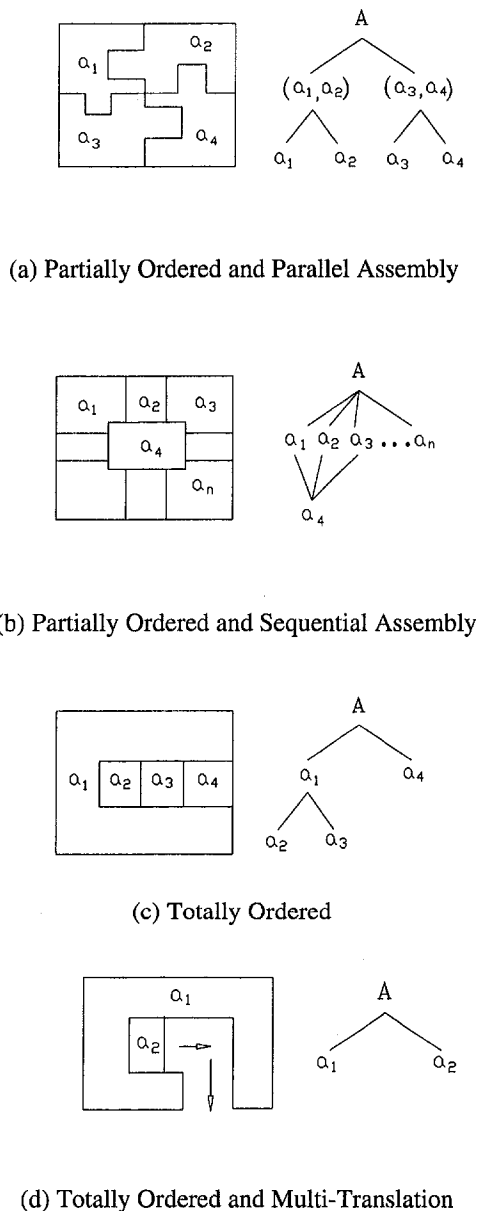 a₁ a₂ A
(a₁,a₂) (a₃,a₄)
a₃ a₄ a₁ a₂ a₃ a₄
(a) Partially Ordered and Parallel Assembly
A
a₁ a₂ a₃
a₄ a₁ a₂ a₃ ...aₙ
aₙ
a₄
(b) Partially Ordered and Sequential Assembly
A
a₁ a₂ a₃ a₄ a₁ a₄
a₂ a₃
(c) Totally Ordered
a₁ A
a₂ a₁ a₂
(d) Totally Ordered and Multi-Translation